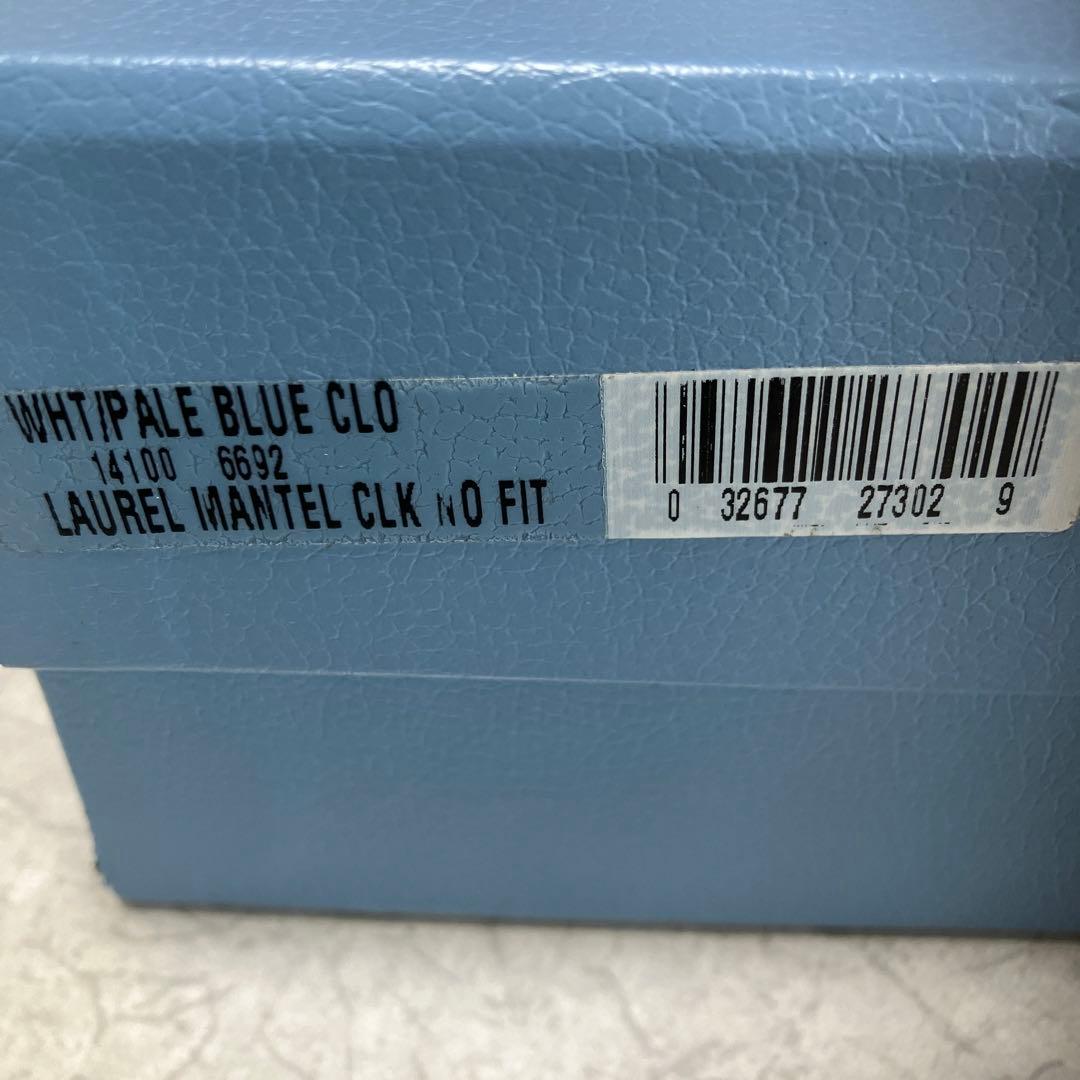 WHT/PALE BLUE CLO
14100 6692
LAUREL MANTEL CLK NO FIT
0 32677 27302 9